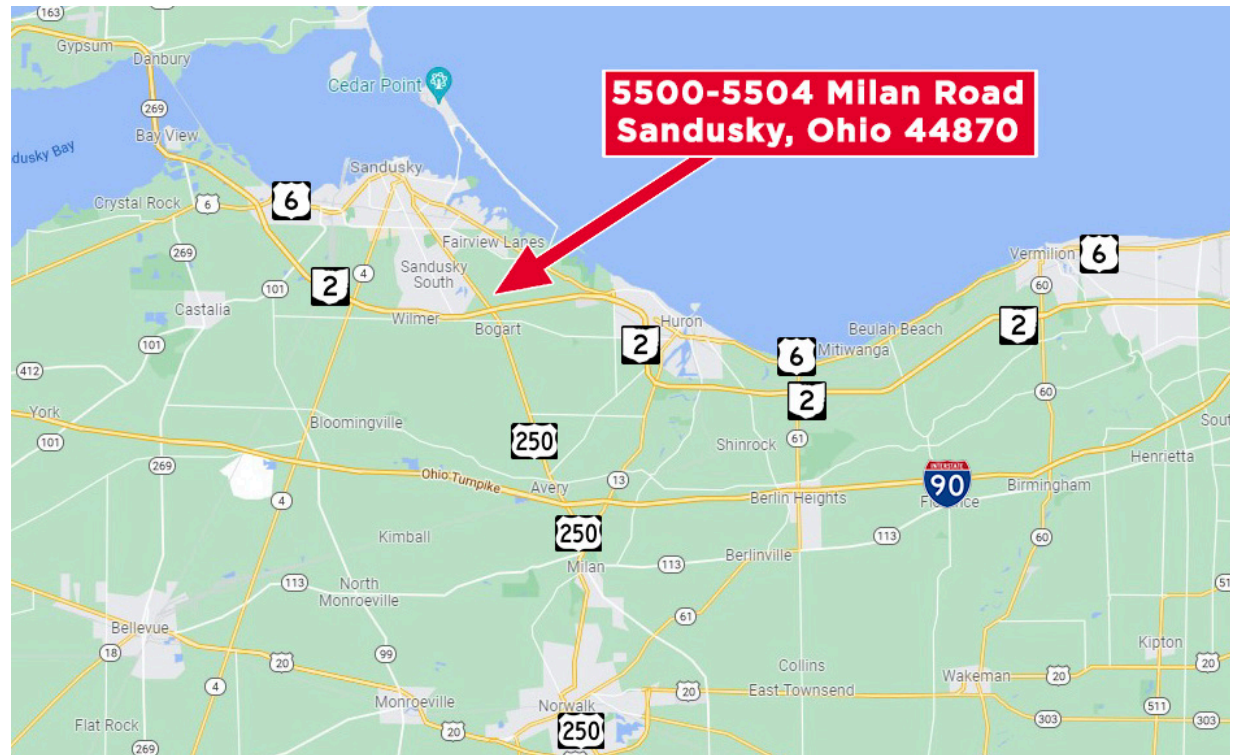 163
Gypsum
Danbury
Cedar Point
5500-5504 Milan Road
Sandusky, Ohio 44870
269
Bay View
dusky Bay
Sandusky
Crystal Rock
6
6
Fairview Lanes
Vermilion
6
269
Sandusky
South
4
2
101
60
Castalia
Wilmer
Bogart
Huron
Beulah Beach
2
101
2
6
Mitiwanga
412
2
60
York
Bloomingville
101
250
Shinrock
61
Sout
269
Ohio Turnpike
Avery
13
Henrietta
INTERSTATE
90
Berlin Heights
Birmingham
4
Kimball
250
113
60
Berlinville
Milan
113
113
North
Monroeville
51
61
Bellevue
Kipton
18
99
20
Collins
20
20
Wakeman
20
4
East Townsend
Monroeville
Norwalk
511
Flat Rock
20
250
303
303
269